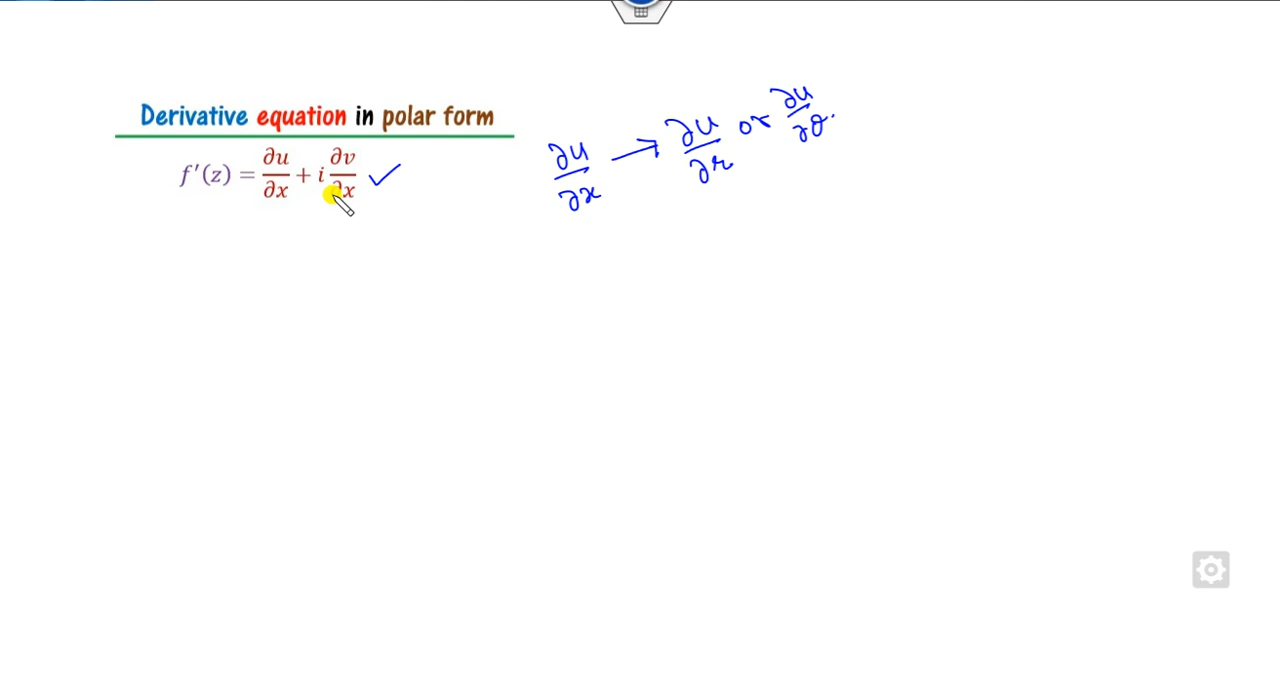 Derivative equation in polar form
f′(z) = ∂u/∂x + i ∂v/∂x ✓
∂u/∂x → ∂u/∂r or ∂u/∂θ.